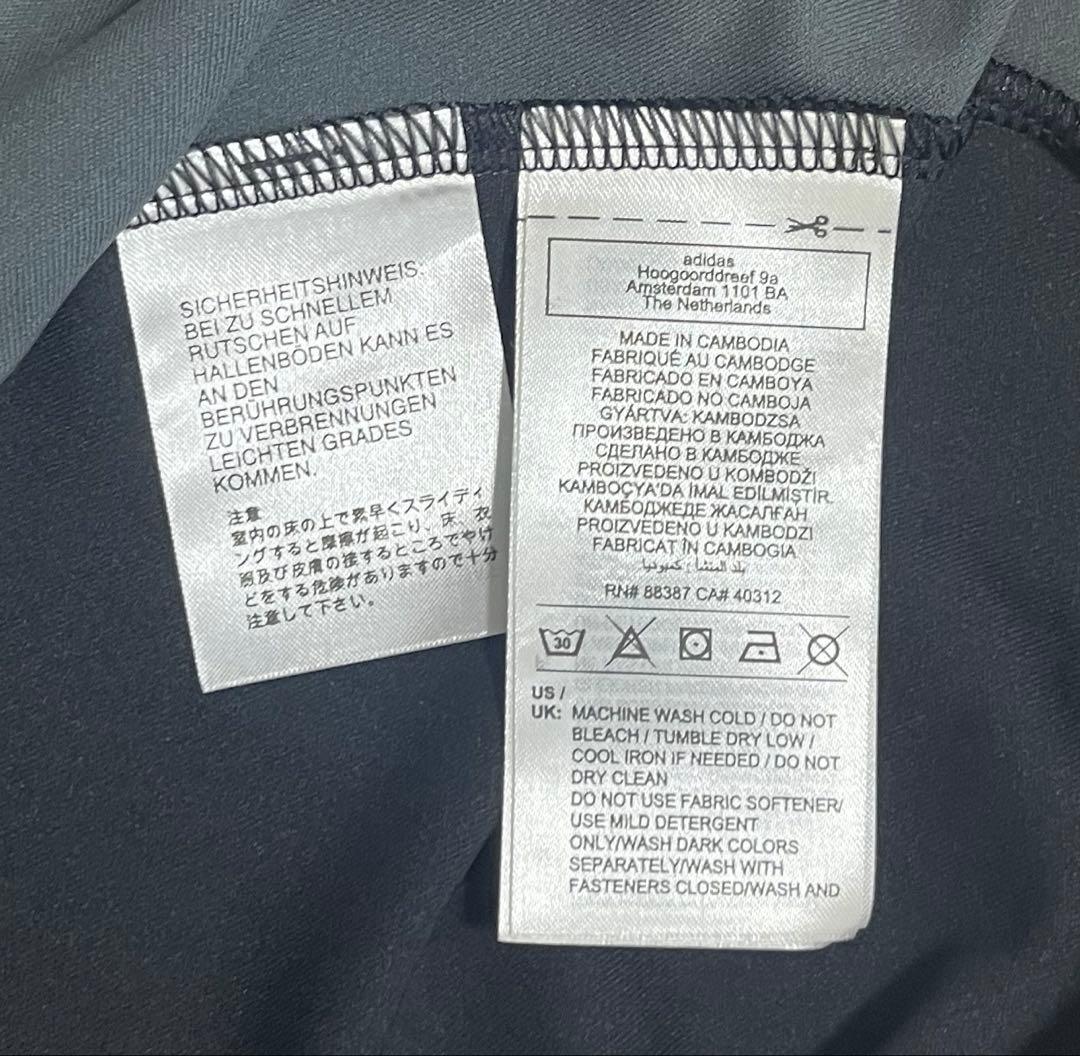 SICHERHEITSHINWEIS:
BEI ZU SCHNELLEM
RUTSCHEN AUF
HALLENBÖDEN KANN ES
AN DEN
BERÜHRUNGSPUNKTEN
ZU VERBRENNUNGEN
LEICHTEN GRADES
KOMMEN.
注意
室内の床の上で素早くスライディ
ングすると摩擦が起こり、床、衣
服及び皮膚の接するところでやけ
どをする危険がありますので十分
注意して下さい。
adidas
Hoogoorddreef 9a
Amsterdam 1101 BA
The Netherlands
MADE IN CAMBODIA
FABRIQUÉ AU CAMBODGE
FABRICADO EN CAMBOYA
FABRICADO NO CAMBOJA
GYÁRTVA: KAMBODZSA
ПРОИЗВЕДЕНО В КАМБОДЖА
СДЕЛАНО В КАМБОДЖЕ
PROIZVEDENO U KOMBODŽI
KAMBOÇYA'DA İMAL EDİLMİŞTİR.
КАМБОДЖЕДЕ ЖАСАЛҒАН
PROIZVEDENO U KAMBODZI
FABRICAT ÎN CAMBOGIA
بلد المنشأ: كمبوديا
RN# 88387 CA# 40312
30
US /
UK: MACHINE WASH COLD / DO NOT
BLEACH / TUMBLE DRY LOW /
COOL IRON IF NEEDED / DO NOT
DRY CLEAN
DO NOT USE FABRIC SOFTENER/
USE MILD DETERGENT
ONLY/WASH DARK COLORS
SEPARATELY/WASH WITH
FASTENERS CLOSED/WASH AND